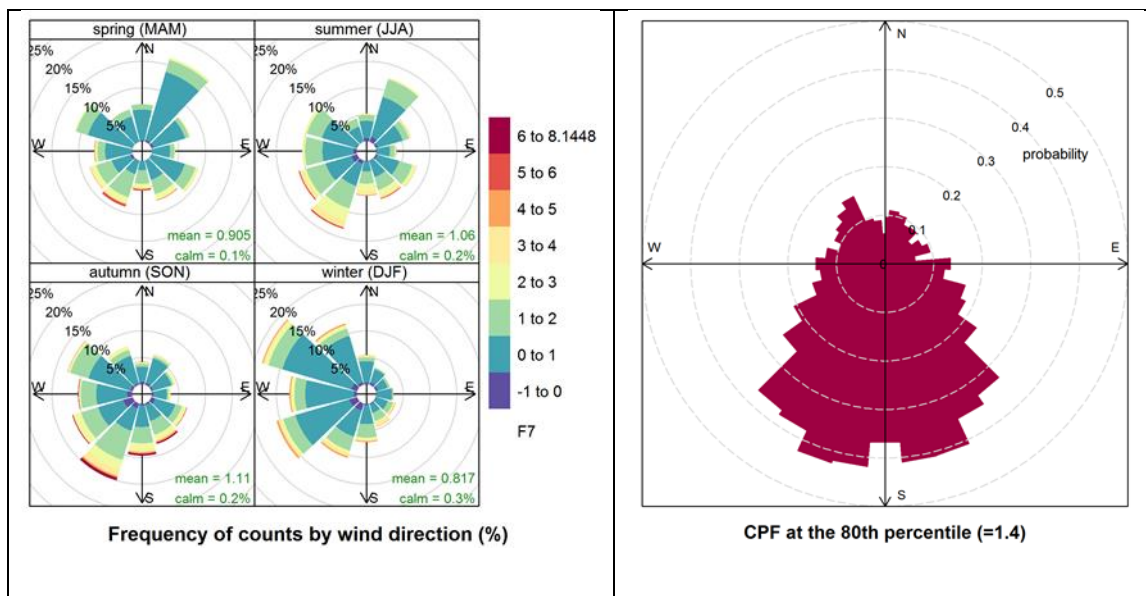 spring (MAM)
25%
20%
15%
10%
5%
N
W
E
S
mean = 0.905
calm = 0.1%
summer (JJA)
25%
20%
15%
10%
5%
N
W
E
S
mean = 1.06
calm = 0.2%
autumn (SON)
25%
20%
15%
10%
5%
N
W
E
S
mean = 1.11
calm = 0.2%
winter (DJF)
25%
20%
15%
10%
5%
N
W
E
S
mean = 0.817
calm = 0.3%
6 to 8.1448
5 to 6
4 to 5
3 to 4
2 to 3
1 to 2
0 to 1
-1 to 0
F7
Frequency of counts by wind direction (%)
N
0.5
0.4
probability
0.3
0.2
0.1
W
0
E
S
CPF at the 80th percentile (=1.4)